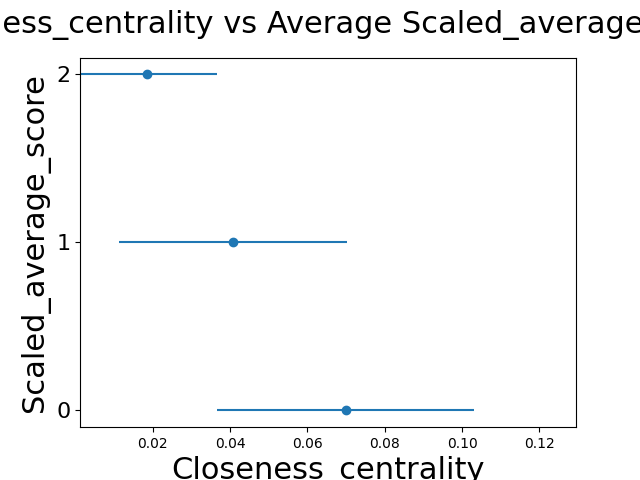 ess_centrality vs Average Scaled_average
Scaled_average_score
2
1
0
0.02 0.04 0.06 0.08 0.10 0.12
Closeness_centrality